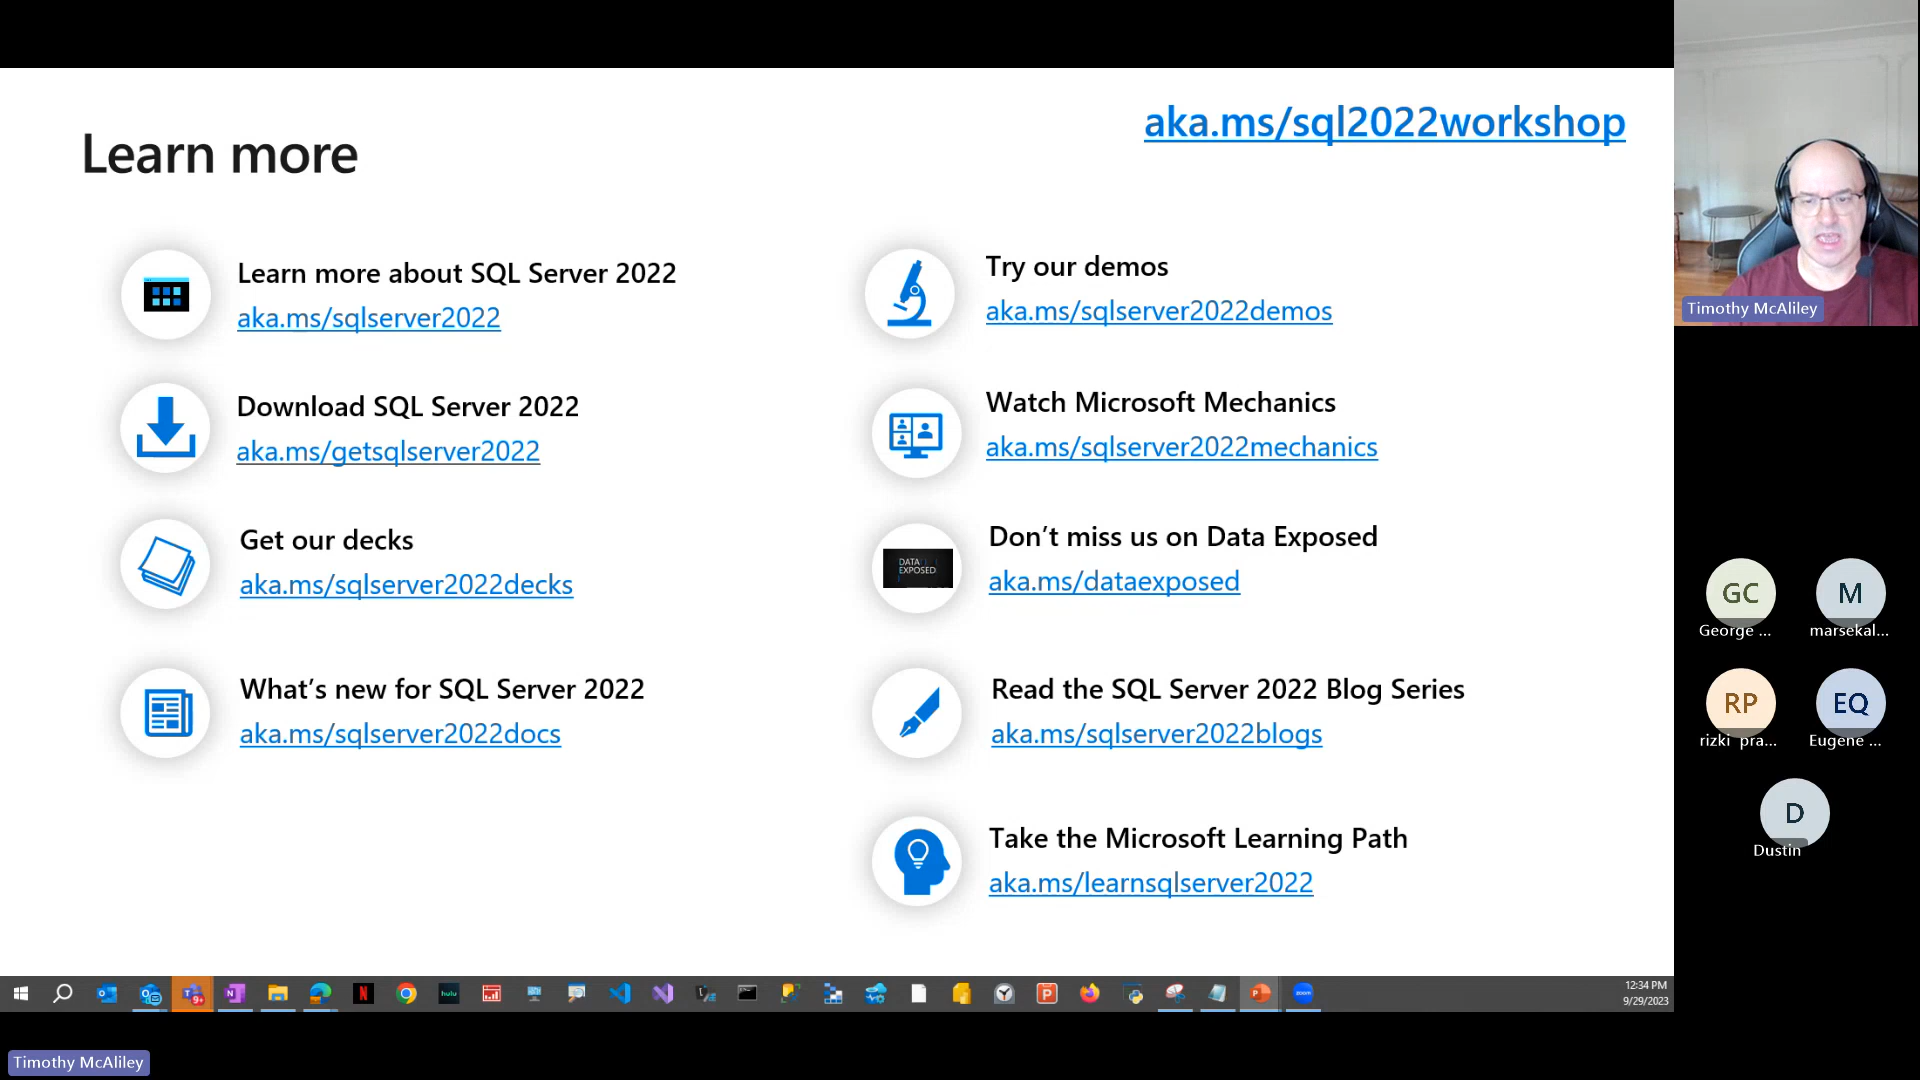 aka.ms/sql2022workshop
Learn more
Learn more about SQL Server 2022
aka.ms/sqlserver2022
Download SQL Server 2022
aka.ms/getsqlserver2022
Get our decks
aka.ms/sqlserver2022decks
What's new for SQL Server 2022
aka.ms/sqlserver2022docs
Try our demos
aka.ms/sqlserver2022demos
Watch Microsoft Mechanics
aka.ms/sqlserver2022mechanics
DATA
EXPOSED
Don't miss us on Data Exposed
aka.ms/dataexposed
Read the SQL Server 2022 Blog Series
aka.ms/sqlserver2022blogs
Take the Microsoft Learning Path
aka.ms/learnsqlserver2022
Timothy McAliley
GC
George ...
M
marsekal...
RP
rizki pra...
EQ
Eugene ...
D
Dustin
9+
N
hulu
P
zoom
12:34 PM
9/29/2023
Timothy McAliley